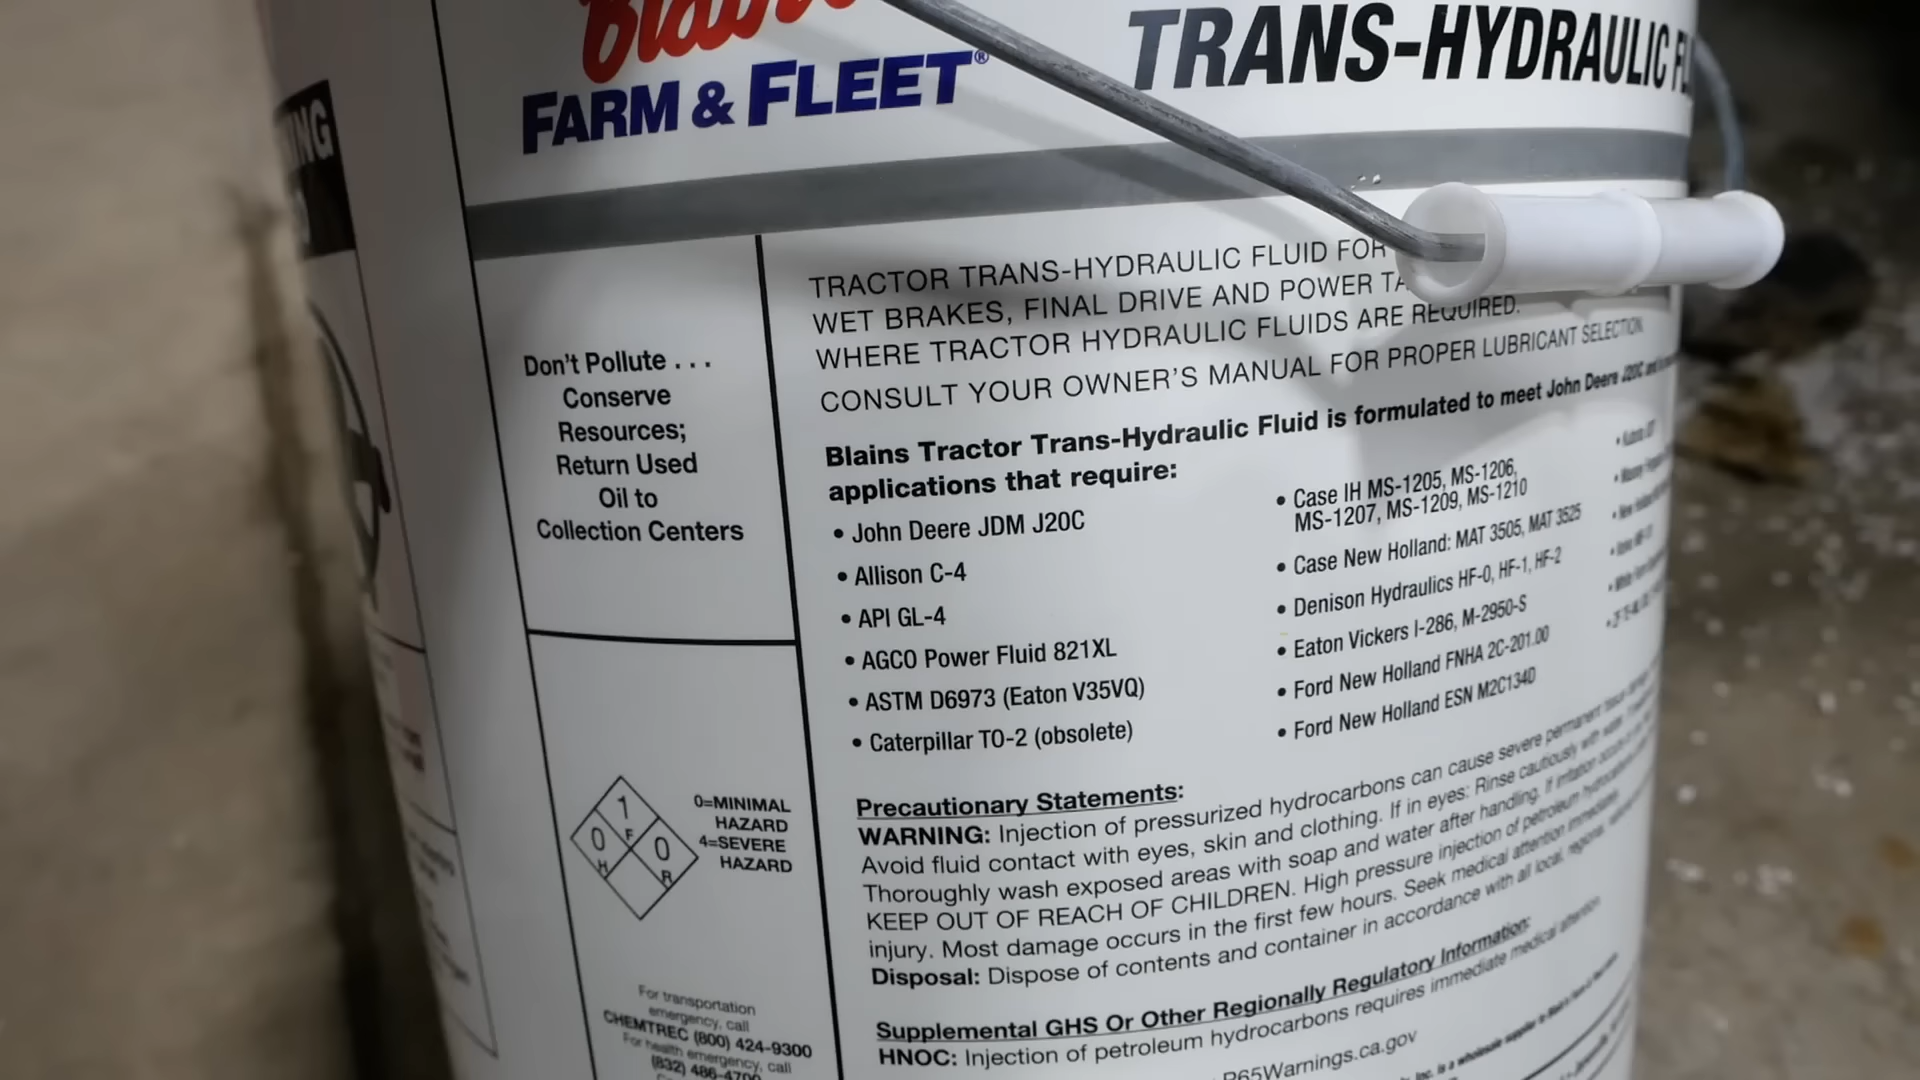 Blain's
FARM & FLEET®
TRANS-HYDRAULIC
TRACTOR TRANS-HYDRAULIC FLUID FOR
WET BRAKES, FINAL DRIVE AND POWER
WHERE TRACTOR HYDRAULIC FLUIDS ARE REQUIRED.
CONSULT YOUR OWNER'S MANUAL FOR PROPER LUBRICANT SELECTION.
Blains Tractor Trans-Hydraulic Fluid is formulated to meet John Deere J20C and
applications that require:
• John Deere JDM J20C
• Allison C-4
• API GL-4
• AGCO Power Fluid 821XL
• ASTM D6973 (Eaton V35VQ)
• Caterpillar TO-2 (obsolete)
• Case IH MS-1205, MS-1206,
MS-1207, MS-1209, MS-1210
• Case New Holland: MAT 3505, MAT 3525
• Denison Hydraulics HF-0, HF-1, HF-2
• Eaton Vickers I-286, M-2950-S
• Ford New Holland FNHA 2C-201.00
• Ford New Holland ESN M2C134D
Precautionary Statements:
WARNING: Injection of pressurized hydrocarbons can cause severe permanent tissue
Avoid fluid contact with eyes, skin and clothing. If in eyes: Rinse cautiously with water
Thoroughly wash exposed areas with soap and water after handling. If irritation occurs
KEEP OUT OF REACH OF CHILDREN. High pressure injection of petroleum hydrocarbons
injury. Most damage occurs in the first few hours. Seek medical attention immediately.
Disposal: Dispose of contents and container in accordance with all local, regional,
Supplemental GHS Or Other Regionally Regulatory Information:
HNOC: Injection of petroleum hydrocarbons requires immediate medical attention
P65Warnings.ca.gov
Don't Pollute . . .
Conserve
Resources;
Return Used
Oil to
Collection Centers
1
0
F
0
H
R
0=MINIMAL
HAZARD
4=SEVERE
HAZARD
For transportation
emergency, call
CHEMTREC (800) 424-9300
For health emergency, call
(832) 486-4700